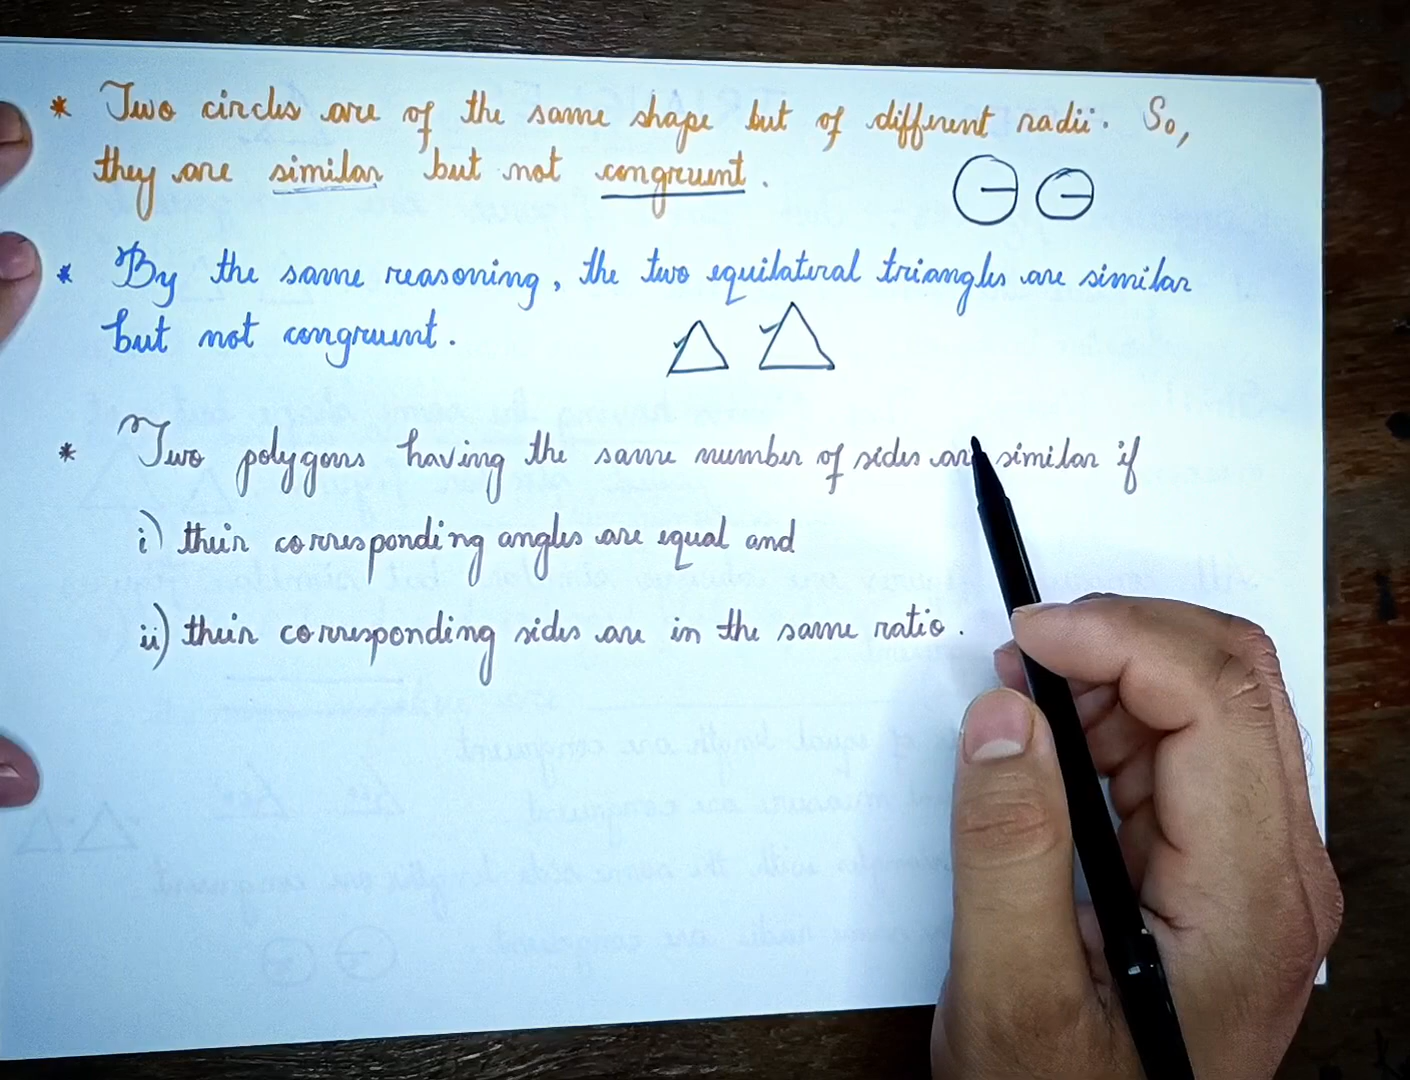 * Two circles are of the same shape but of different radii. So,
they are similar but not congruent.
* By the same reasoning, the two equilateral triangles are similar
but not congruent.
* Two polygons having the same number of sides are similar if
i) their corresponding angles are equal and
ii) their corresponding sides are in the same ratio.